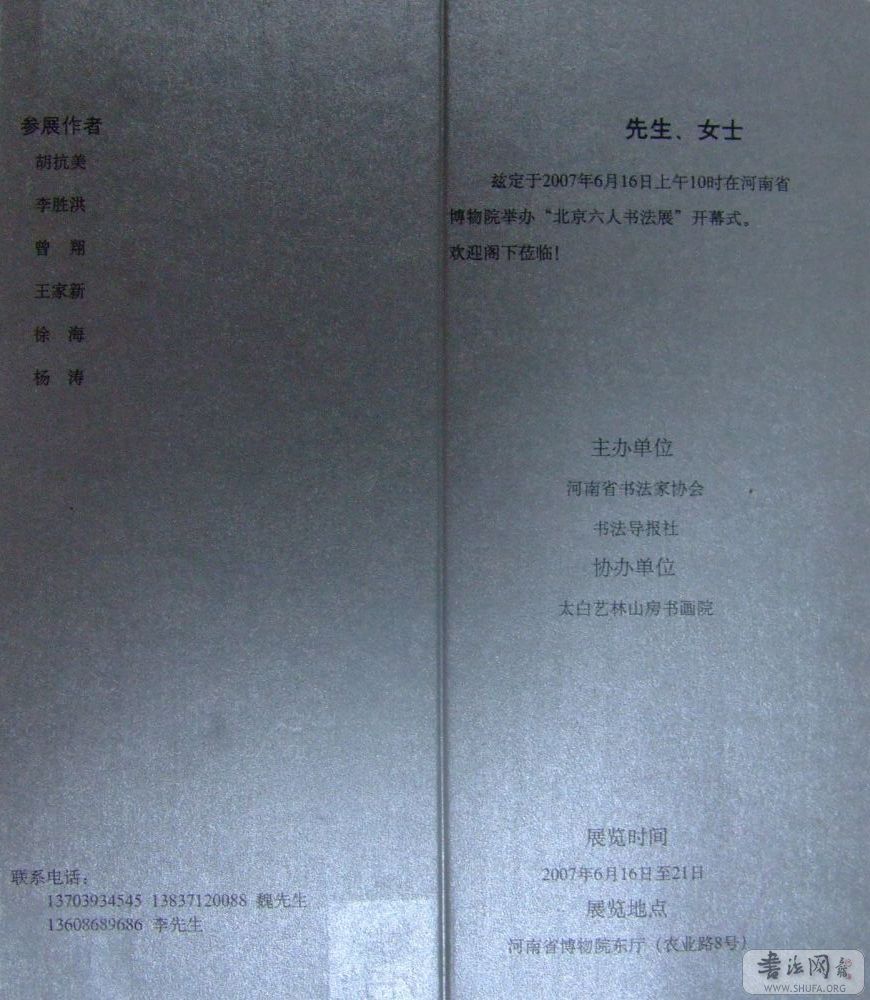 参展作者
胡抗美
李胜洪
曾 翔
王家新
徐 海
杨 涛
联系电话:
13703934545 13837120088 魏先生
13608689686 李先生
先生、女士
兹定于2007年6月16日上午10时在河南省
博物院举办“北京六人书法展”开幕式。
欢迎阁下莅临!
主办单位
河南省书法家协会
书法导报社
协办单位
太白艺林山房书画院
展览时间
2007年6月16日至21日
展览地点
河南省博物院东厅(农业路8号)
书法网
WWW.SHUFA.ORG